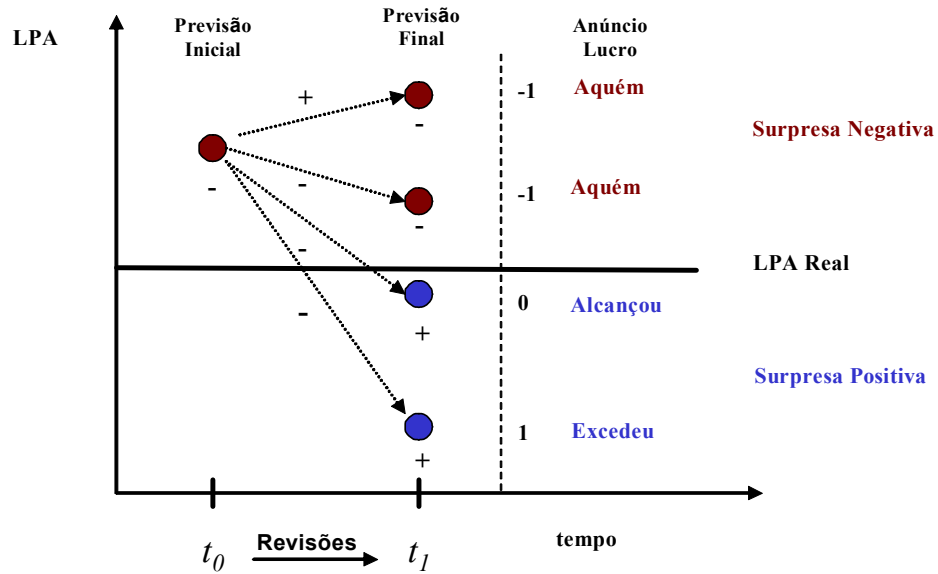 LPA
Previsão
Inicial
Previsão
Final
Anúncio
Lucro
+
-1 Aquém
-
Surpresa Negativa
-
-
-1 Aquém
-
-
LPA Real
0 Alcançou
-
+
Surpresa Positiva
1 Excedeu
+
t0 Revisões t1
tempo